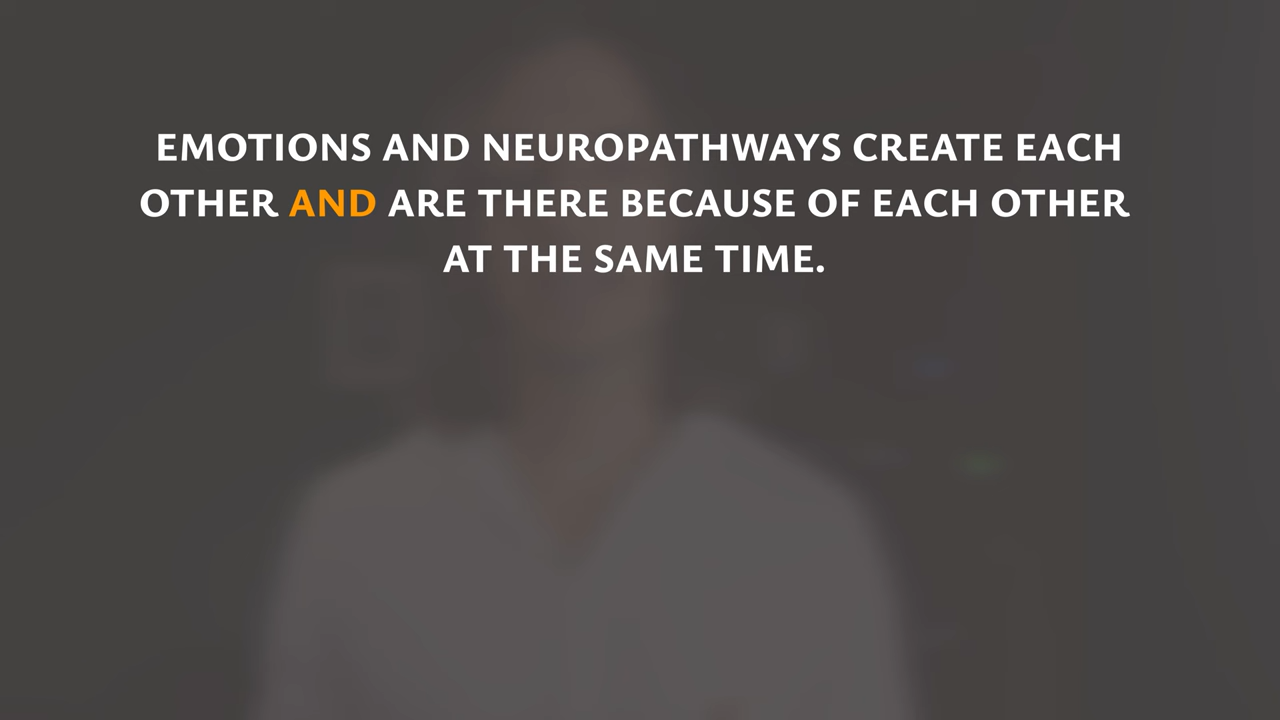 EMOTIONS AND NEUROPATHWAYS CREATE EACH
OTHER AND ARE THERE BECAUSE OF EACH OTHER
AT THE SAME TIME.